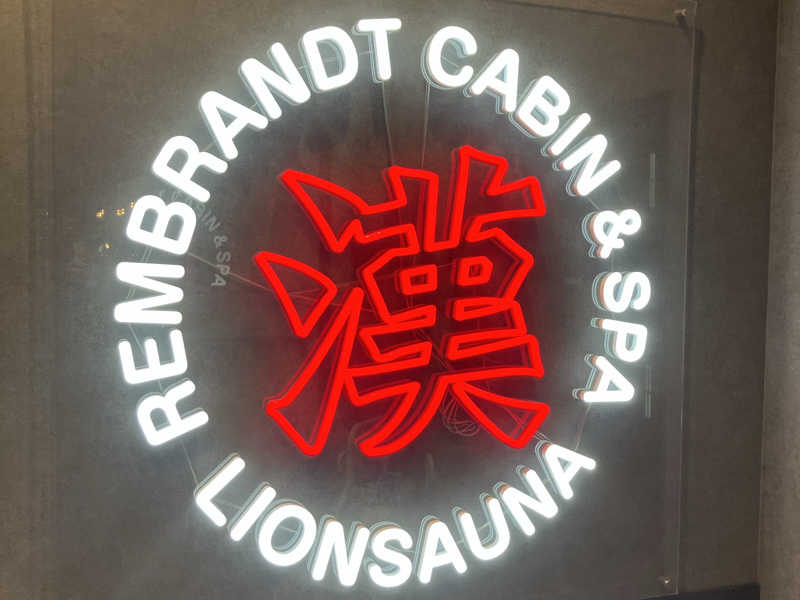 REMBRANDT CABIN & SPA
漢
LIONSAUNA